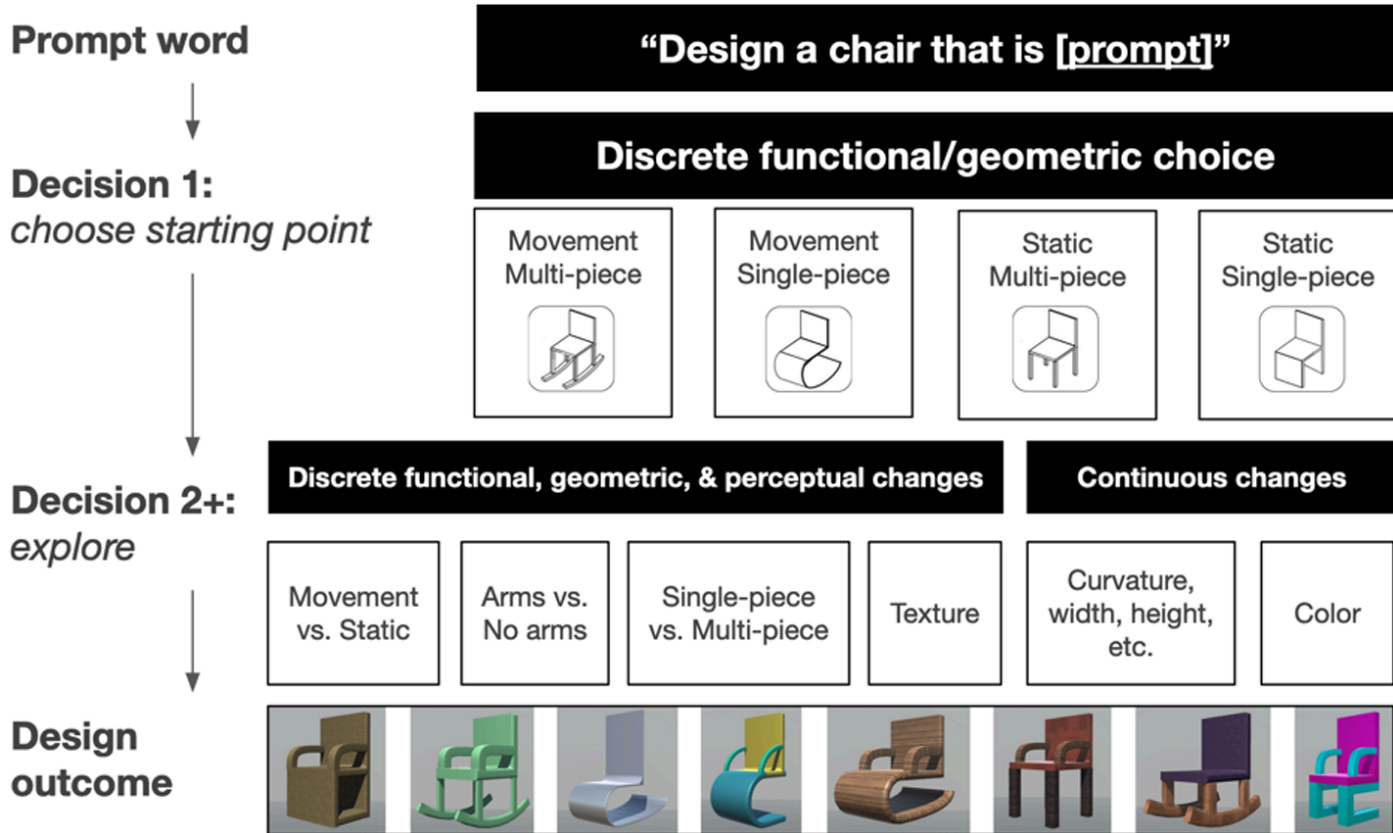 Prompt word
“Design a chair that is [prompt]”
Decision 1:
choose starting point
Discrete functional/geometric choice
Movement
Multi-piece
Movement
Single-piece
Static
Multi-piece
Static
Single-piece
Decision 2+:
explore
Discrete functional, geometric, & perceptual changes
Continuous changes
Movement
vs. Static
Arms vs.
No arms
Single-piece
vs. Multi-piece
Texture
Curvature,
width, height,
etc.
Color
Design
outcome